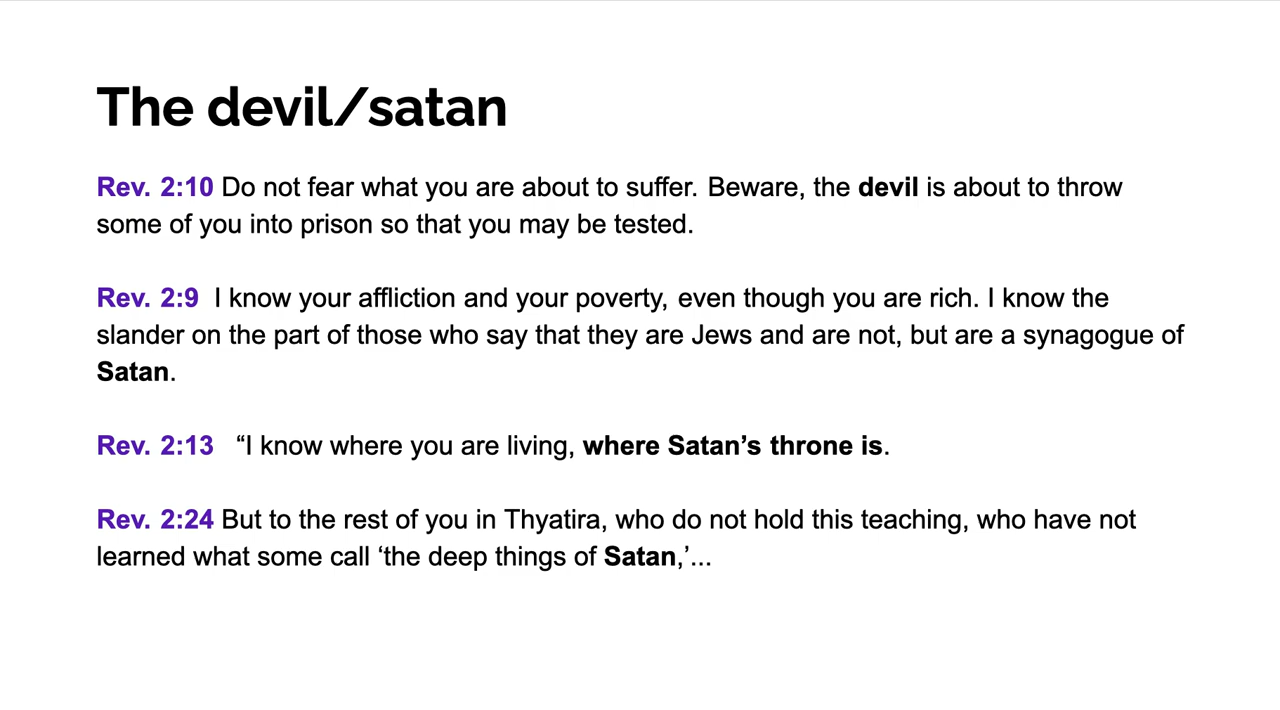 The devil/satan
Rev. 2:10 Do not fear what you are about to suffer. Beware, the devil is about to throw
some of you into prison so that you may be tested.
Rev. 2:9  I know your affliction and your poverty, even though you are rich. I know the
slander on the part of those who say that they are Jews and are not, but are a synagogue of
Satan.
Rev. 2:13   “I know where you are living, where Satan’s throne is.
Rev. 2:24 But to the rest of you in Thyatira, who do not hold this teaching, who have not
learned what some call ‘the deep things of Satan,’...